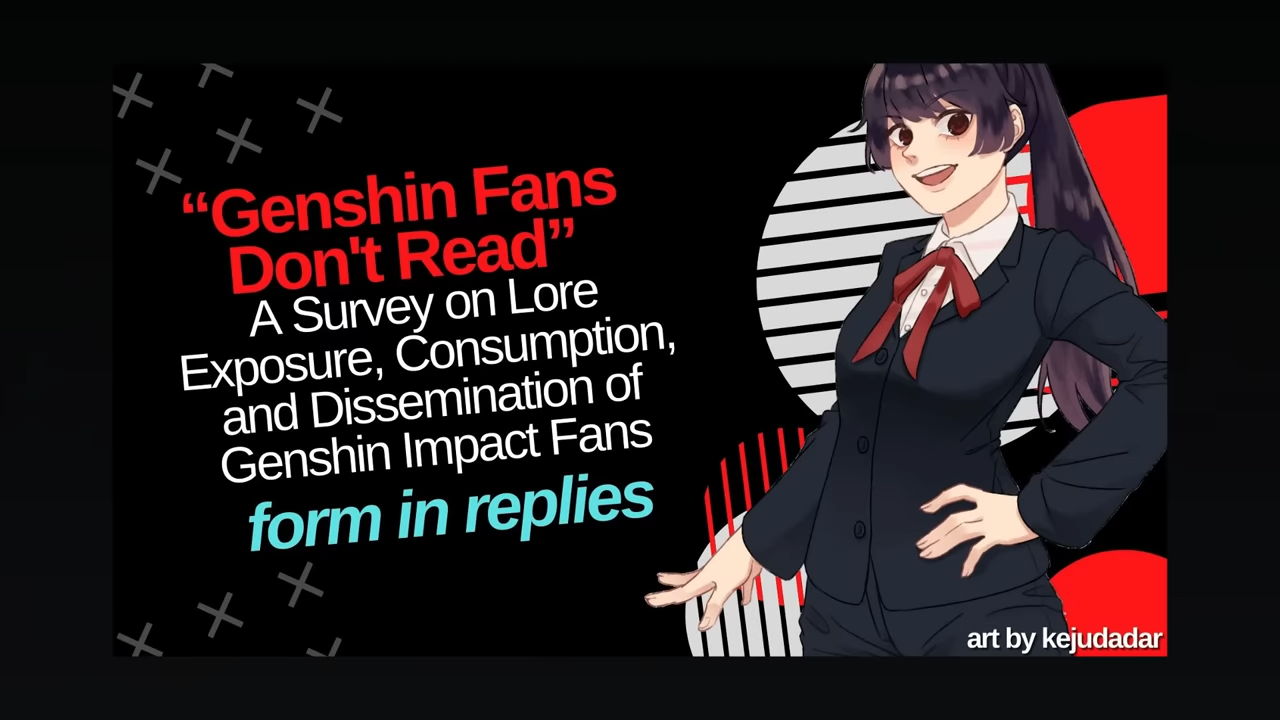 “Genshin Fans
Don't Read”
A Survey on Lore
Exposure, Consumption,
and Dissemination of
Genshin Impact Fans
form in replies
art by kejudadar